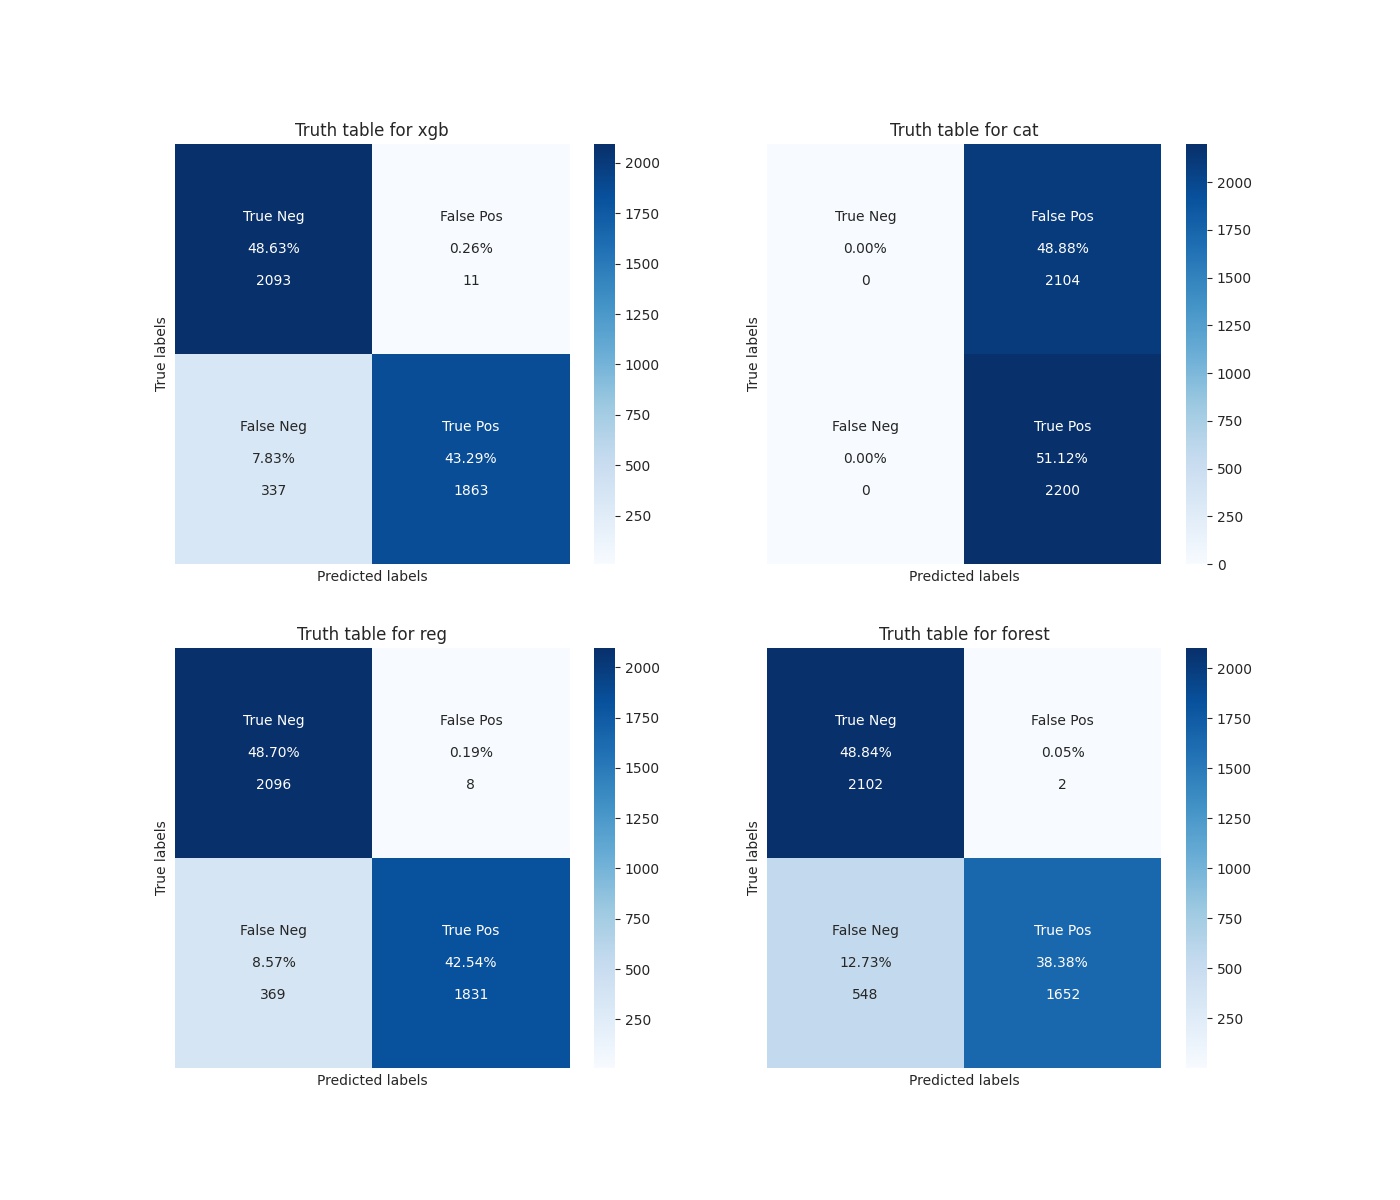 Truth table for xgb
True Neg
48.63%
2093
False Pos
0.26%
11
False Neg
7.83%
337
True Pos
43.29%
1863
True labels
Predicted labels
2000
1750
1500
1250
1000
750
500
250
Truth table for cat
True Neg
0.00%
0
False Pos
48.88%
2104
False Neg
0.00%
0
True Pos
51.12%
2200
True labels
Predicted labels
2000
1750
1500
1250
1000
750
500
250
0
Truth table for reg
True Neg
48.70%
2096
False Pos
0.19%
8
False Neg
8.57%
369
True Pos
42.54%
1831
True labels
Predicted labels
2000
1750
1500
1250
1000
750
500
250
Truth table for forest
True Neg
48.84%
2102
False Pos
0.05%
2
False Neg
12.73%
548
True Pos
38.38%
1652
True labels
Predicted labels
2000
1750
1500
1250
1000
750
500
250